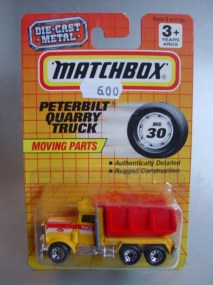 DIE-CAST
METAL
3+
YEARS
AÑOS
MATCHBOX
6.00
PETERBILT
QUARRY
TRUCK
MB
30
MOVING PARTS
• Authentically Detailed
• Rugged Construction